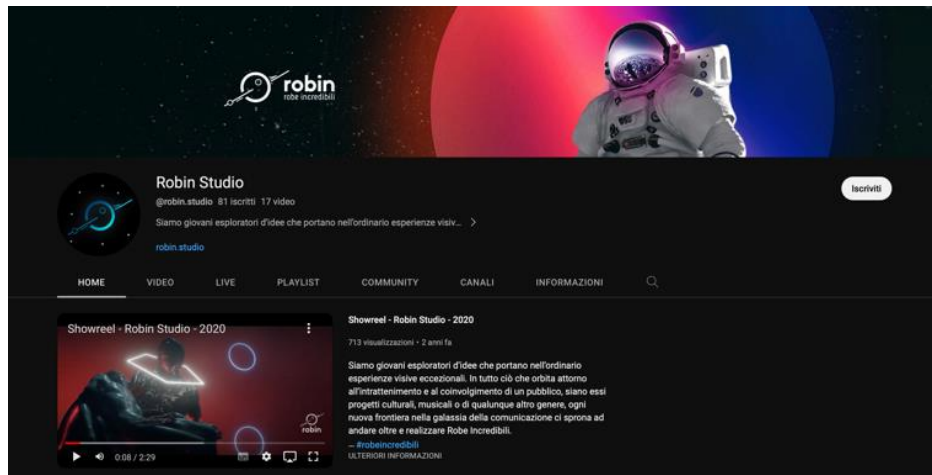 robin
robe incredibili
Robin Studio
@robin.studio 81 iscritti 17 video
Siamo giovani esploratori d'idee che portano nell'ordinario esperienze visiv... >
robin.studio
Iscriviti
HOME VIDEO LIVE PLAYLIST COMMUNITY CANALI INFORMAZIONI
Showreel - Robin Studio - 2020
robin
0:08 / 2:29
Showreel - Robin Studio - 2020
713 visualizzazioni • 2 anni fa
Siamo giovani esploratori d'idee che portano nell'ordinario
esperienze visive eccezionali. In tutto ciò che orbita attorno
all'intrattenimento e al coinvolgimento di un pubblico, siano essi
progetti culturali, musicali o di qualunque altro genere, ogni
nuova frontiera nella galassia della comunicazione ci sprona ad
andare oltre e realizzare Robe Incredibili.
... #robeincredibili
ULTERIORI INFORMAZIONI